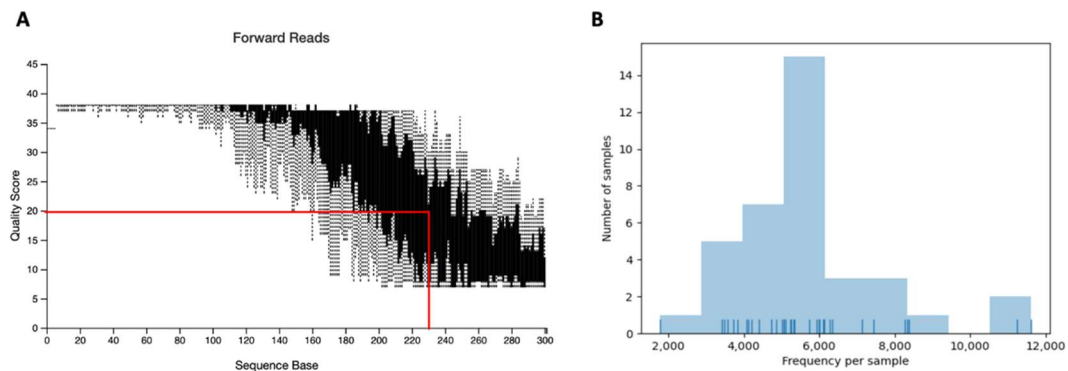 A
Forward Reads
45
40
35
30
25
20
15
10
5
0
Quality Score
0 20 40 60 80 100 120 140 160 180 200 220 240 260 280 300
Sequence Base
B
14
12
10
8
6
4
2
0
Number of samples
2,000 4,000 6,000 8,000 10,000 12,000
Frequency per sample